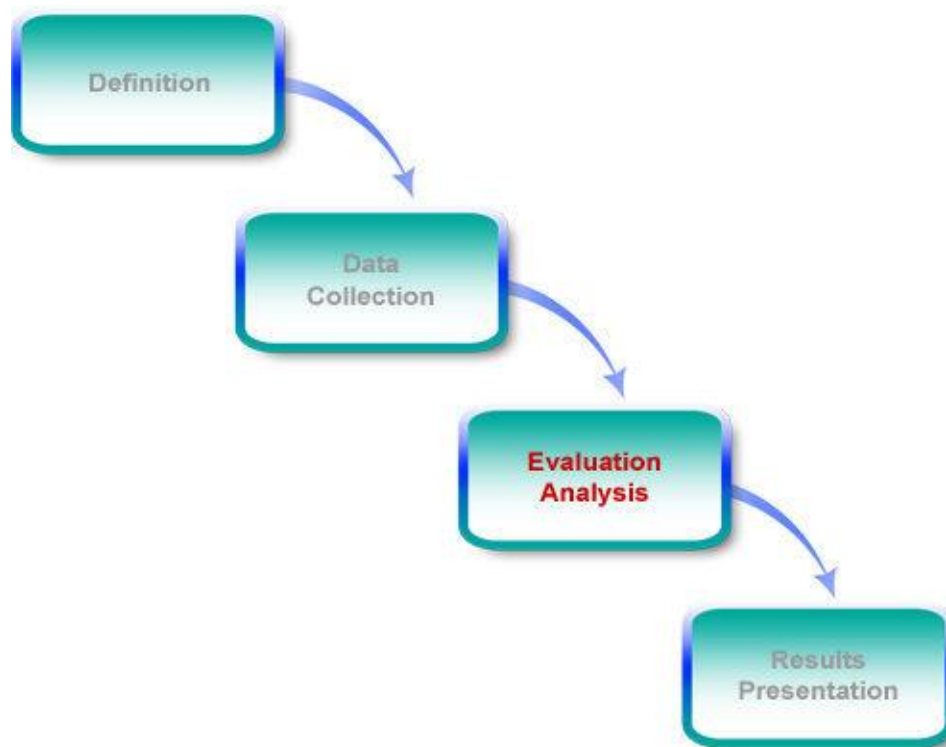 Definition
Data
Collection
Evaluation
Analysis
Results
Presentation